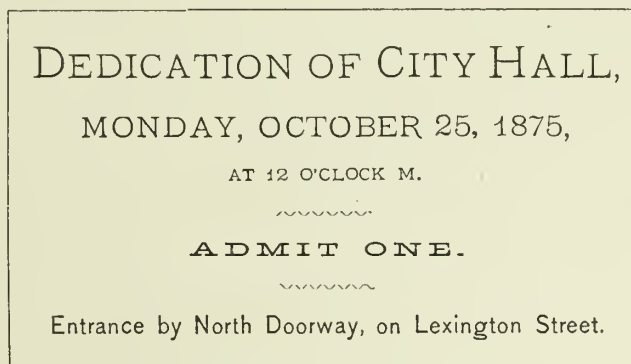 DEDICATION OF CITY HALL,
MONDAY, OCTOBER 25, 1875,
AT 12 O'CLOCK M.
ADMIT ONE.
Entrance by North Doorway, on Lexington Street.